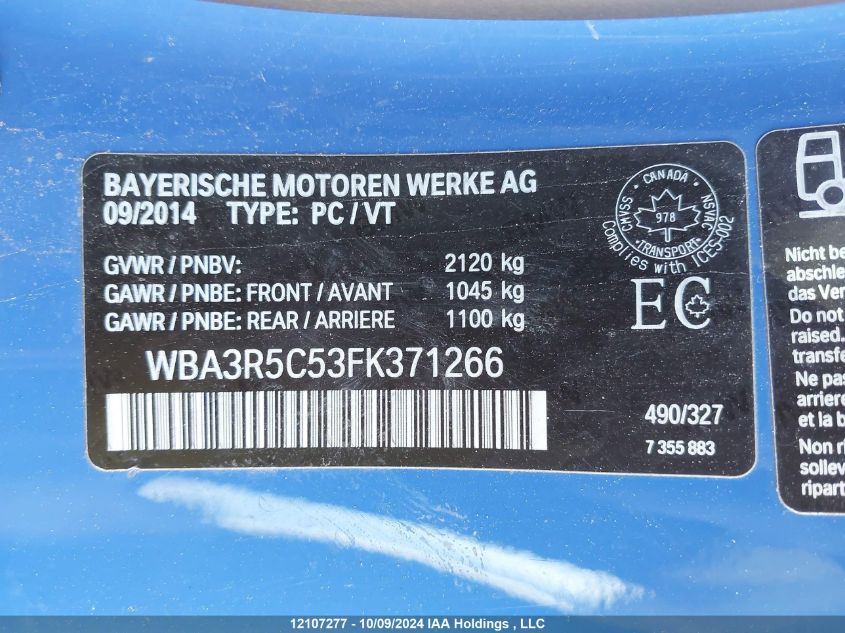 BAYERISCHE MOTOREN WERKE AG
09/2014 TYPE: PC / VT
GVWR / PNBV: 2120 kg
GAWR / PNBE: FRONT / AVANT 1045 kg
GAWR / PNBE: REAR / ARRIERE 1100 kg
WBA3R5C53FK371266
CANADA
CMVSS
NSVAC
978
TRANSPORT
Complies with ICES-002
EC
490/327
7 355 883
Nicht be
abschle
das Ver
Do not
raised.
transfe
Ne pas
arriere
et la b
Non ri
sollev
ripart
12107277 - 10/09/2024 IAA Holdings , LLC